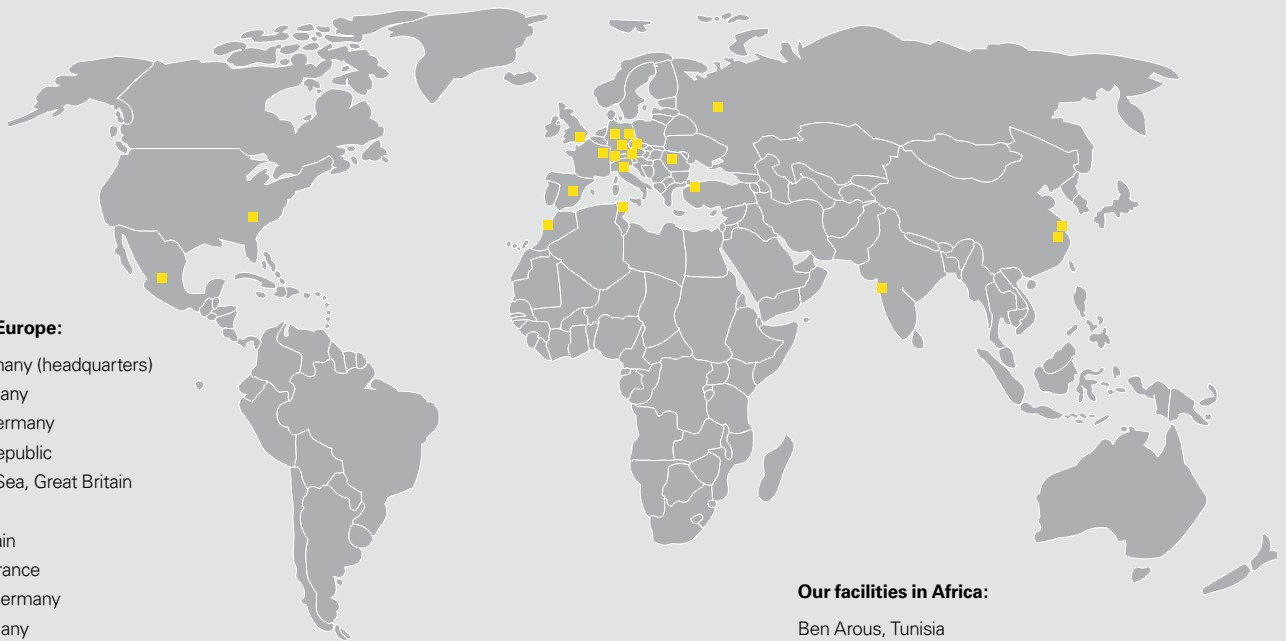 Europe:
many (headquarters)
any
ermany
epublic
Sea, Great Britain
in
rance
ermany
any
Our facilities in Africa:
Ben Arous, Tunisia